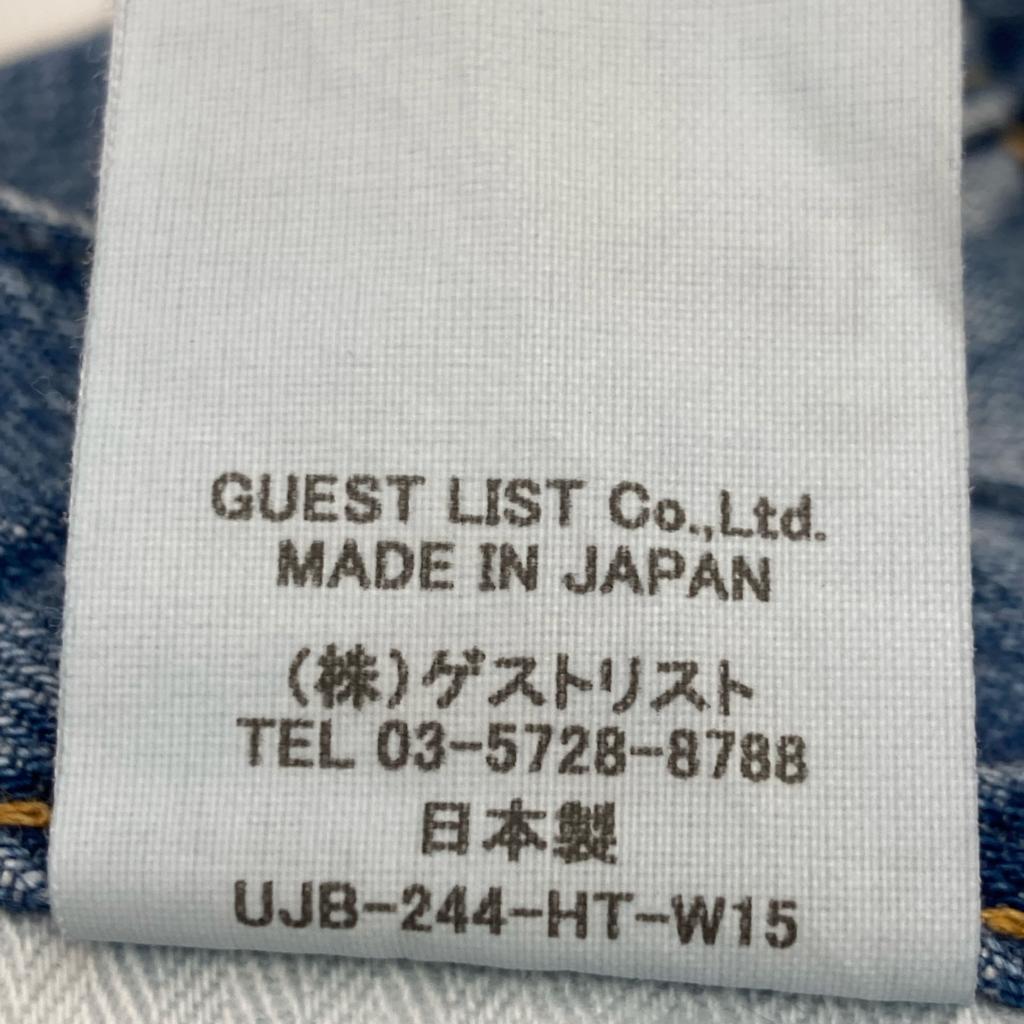 GUEST LIST Co.,Ltd.
MADE IN JAPAN
(株)ゲストリスト
TEL 03-5728-8788
日本製
UJB-244-HT-W15